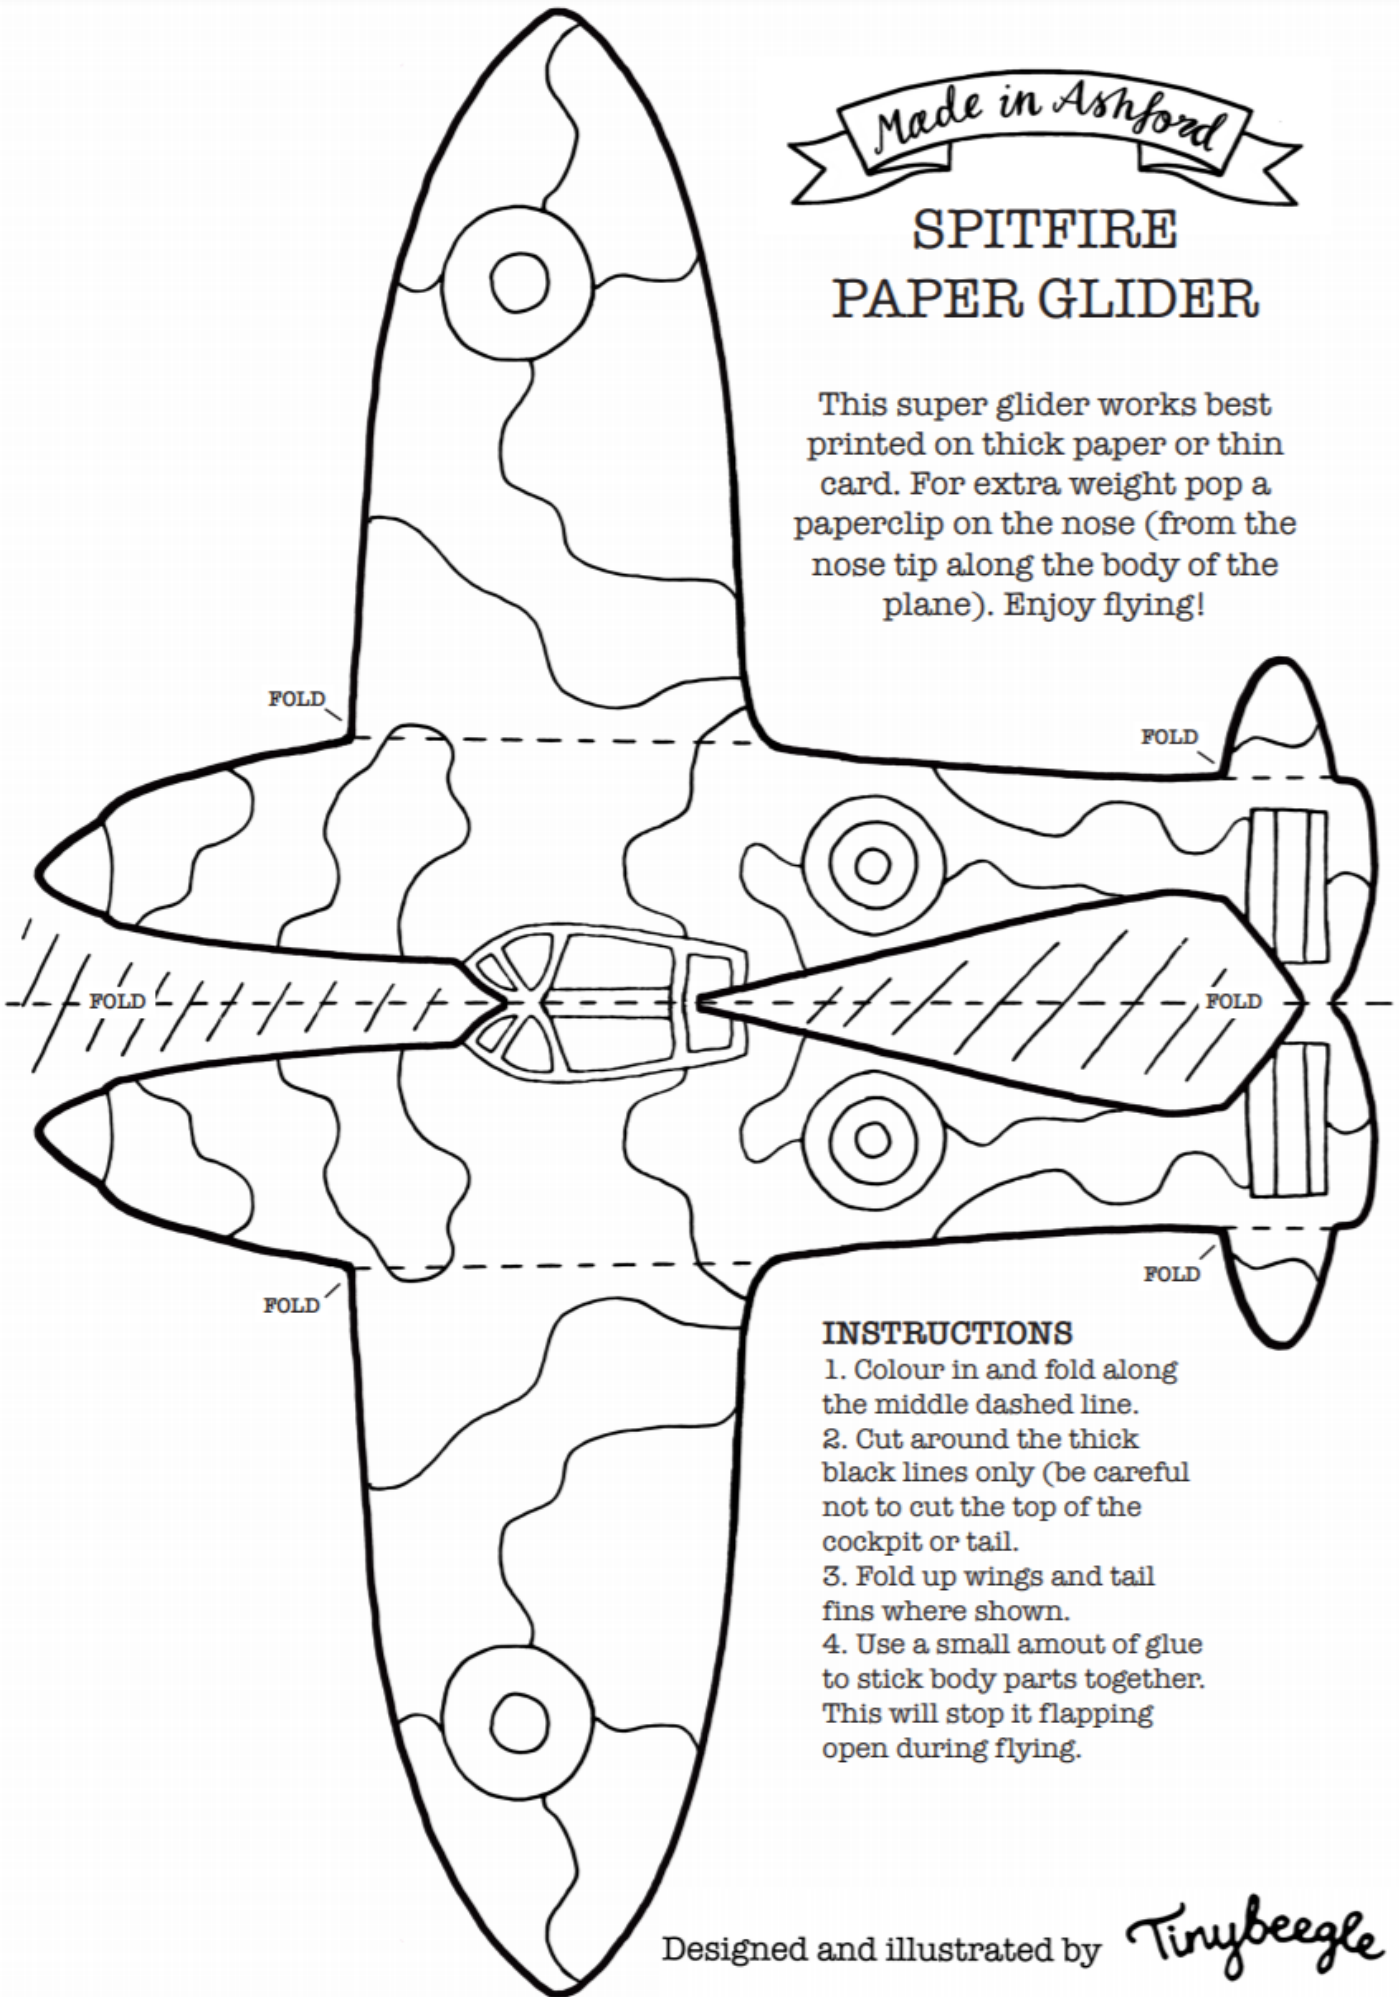 Made in Ashford
SPITFIRE
PAPER GLIDER
This super glider works best
printed on thick paper or thin
card. For extra weight pop a
paperclip on the nose (from the
nose tip along the body of the
plane). Enjoy flying!
FOLD
FOLD
FOLD
FOLD
FOLD
FOLD
INSTRUCTIONS
1. Colour in and fold along
the middle dashed line.
2. Cut around the thick
black lines only (be careful
not to cut the top of the
cockpit or tail.
3. Fold up wings and tail
fins where shown.
4. Use a small amout of glue
to stick body parts together.
This will stop it flapping
open during flying.
Designed and illustrated by Tinybeegle